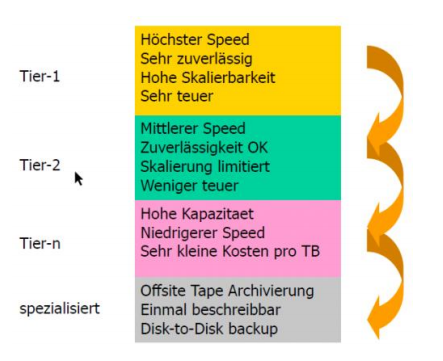 Tier-1
Höchster Speed
Sehr zuverlässig
Hohe Skalierbarkeit
Sehr teuer
Tier-2
Mittlerer Speed
Zuverlässigkeit OK
Skalierung limitiert
Weniger teuer
Tier-n
Hohe Kapazitaet
Niedrigerer Speed
Sehr kleine Kosten pro TB
spezialisiert
Offsite Tape Archivierung
Einmal beschreibbar
Disk-to-Disk backup